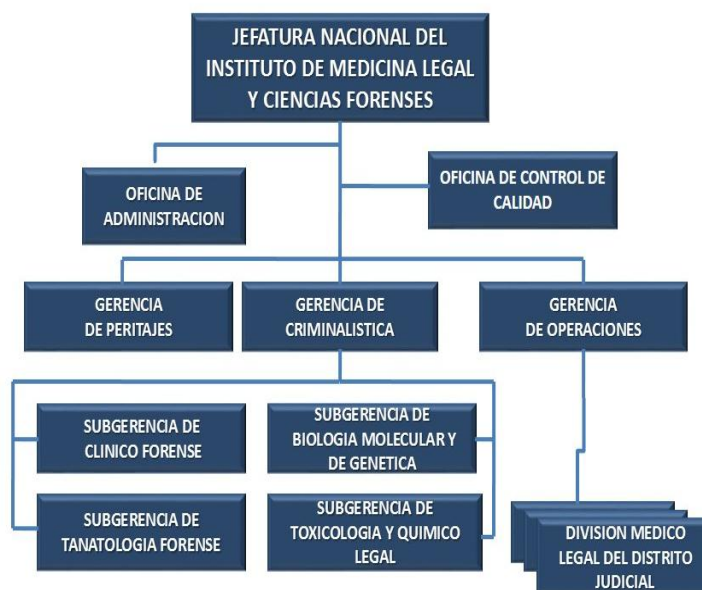 JEFATURA NACIONAL DEL
INSTITUTO DE MEDICINA LEGAL
Y CIENCIAS FORENSES
OFICINA DE
ADMINISTRACION
OFICINA DE CONTROL DE
CALIDAD
GERENCIA
DE PERITAJES
GERENCIA DE
CRIMINALISTICA
GERENCIA
DE OPERACIONES
SUBGERENCIA DE
CLINICO FORENSE
SUBGERENCIA DE
BIOLOGIA MOLECULAR Y
DE GENETICA
SUBGERENCIA DE
TANATOLOGIA FORENSE
SUBGERENCIA DE
TOXICOLOGIA Y QUIMICO
LEGAL
DIVISION MEDICO
LEGAL DEL DISTRITO
JUDICIAL